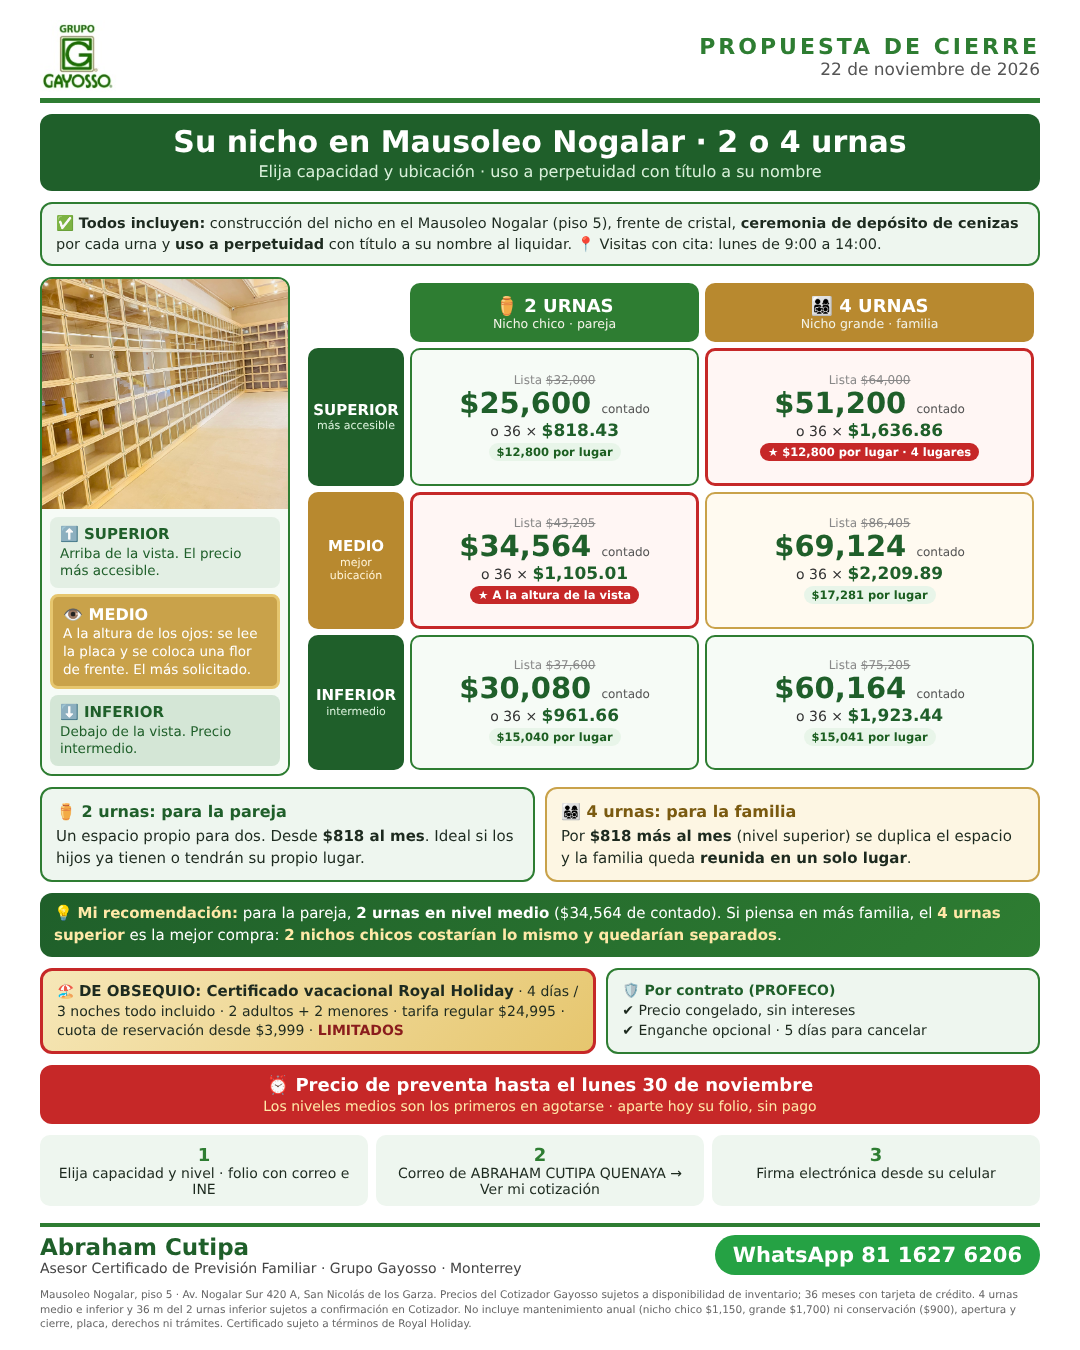 GRUPO
GAYOSSO
PROPUESTA DE CIERRE
22 de noviembre de 2026
Su nicho en Mausoleo Nogalar · 2 o 4 urnas
Elija capacidad y ubicación · uso a perpetuidad con título a su nombre
✅ Todos incluyen: construcción del nicho en el Mausoleo Nogalar (piso 5), frente de cristal, ceremonia de depósito de cenizas
por cada urna y uso a perpetuidad con título a su nombre al liquidar. 📍 Visitas con cita: lunes de 9:00 a 14:00.
⬆️ SUPERIOR
Arriba de la vista. El precio
más accesible.
👁️ MEDIO
A la altura de los ojos: se lee
la placa y se coloca una flor
de frente. El más solicitado.
⬇️ INFERIOR
Debajo de la vista. Precio
intermedio.
⚱️ 2 URNAS
Nicho chico · pareja
👨‍👩‍👧‍👦 4 URNAS
Nicho grande · familia
SUPERIOR
más accesible
Lista $32,000
$25,600 contado
o 36 × $818.43
$12,800 por lugar
Lista $64,000
$51,200 contado
o 36 × $1,636.86
★ $12,800 por lugar · 4 lugares
MEDIO
mejor
ubicación
Lista $43,205
$34,564 contado
o 36 × $1,105.01
★ A la altura de la vista
Lista $86,405
$69,124 contado
o 36 × $2,209.89
$17,281 por lugar
INFERIOR
intermedio
Lista $37,600
$30,080 contado
o 36 × $961.66
$15,040 por lugar
Lista $75,205
$60,164 contado
o 36 × $1,923.44
$15,041 por lugar
⚱️ 2 urnas: para la pareja
Un espacio propio para dos. Desde $818 al mes. Ideal si los
hijos ya tienen o tendrán su propio lugar.
👨‍👩‍👧‍👦 4 urnas: para la familia
Por $818 más al mes (nivel superior) se duplica el espacio
y la familia queda reunida en un solo lugar.
💡 Mi recomendación: para la pareja, 2 urnas en nivel medio ($34,564 de contado). Si piensa en más familia, el 4 urnas
superior es la mejor compra: 2 nichos chicos costarían lo mismo y quedarían separados.
🏖️ DE OBSEQUIO: Certificado vacacional Royal Holiday · 4 días /
3 noches todo incluido · 2 adultos + 2 menores · tarifa regular $24,995 ·
cuota de reservación desde $3,999 · LIMITADOS
🛡️ Por contrato (PROFECO)
✔ Precio congelado, sin intereses
✔ Enganche opcional · 5 días para cancelar
⏰ Precio de preventa hasta el lunes 30 de noviembre
Los niveles medios son los primeros en agotarse · aparte hoy su folio, sin pago
1
Elija capacidad y nivel · folio con correo e
INE
2
Correo de ABRAHAM CUTIPA QUENAYA →
Ver mi cotización
3
Firma electrónica desde su celular
Abraham Cutipa
Asesor Certificado de Previsión Familiar · Grupo Gayosso · Monterrey
WhatsApp 81 1627 6206
Mausoleo Nogalar, piso 5 · Av. Nogalar Sur 420 A, San Nicolás de los Garza. Precios del Cotizador Gayosso sujetos a disponibilidad de inventario; 36 meses con tarjeta de crédito. 4 urnas
medio e inferior y 36 m del 2 urnas inferior sujetos a confirmación en Cotizador. No incluye mantenimiento anual (nicho chico $1,150, grande $1,700) ni conservación ($900), apertura y
cierre, placa, derechos ni trámites. Certificado sujeto a términos de Royal Holiday.